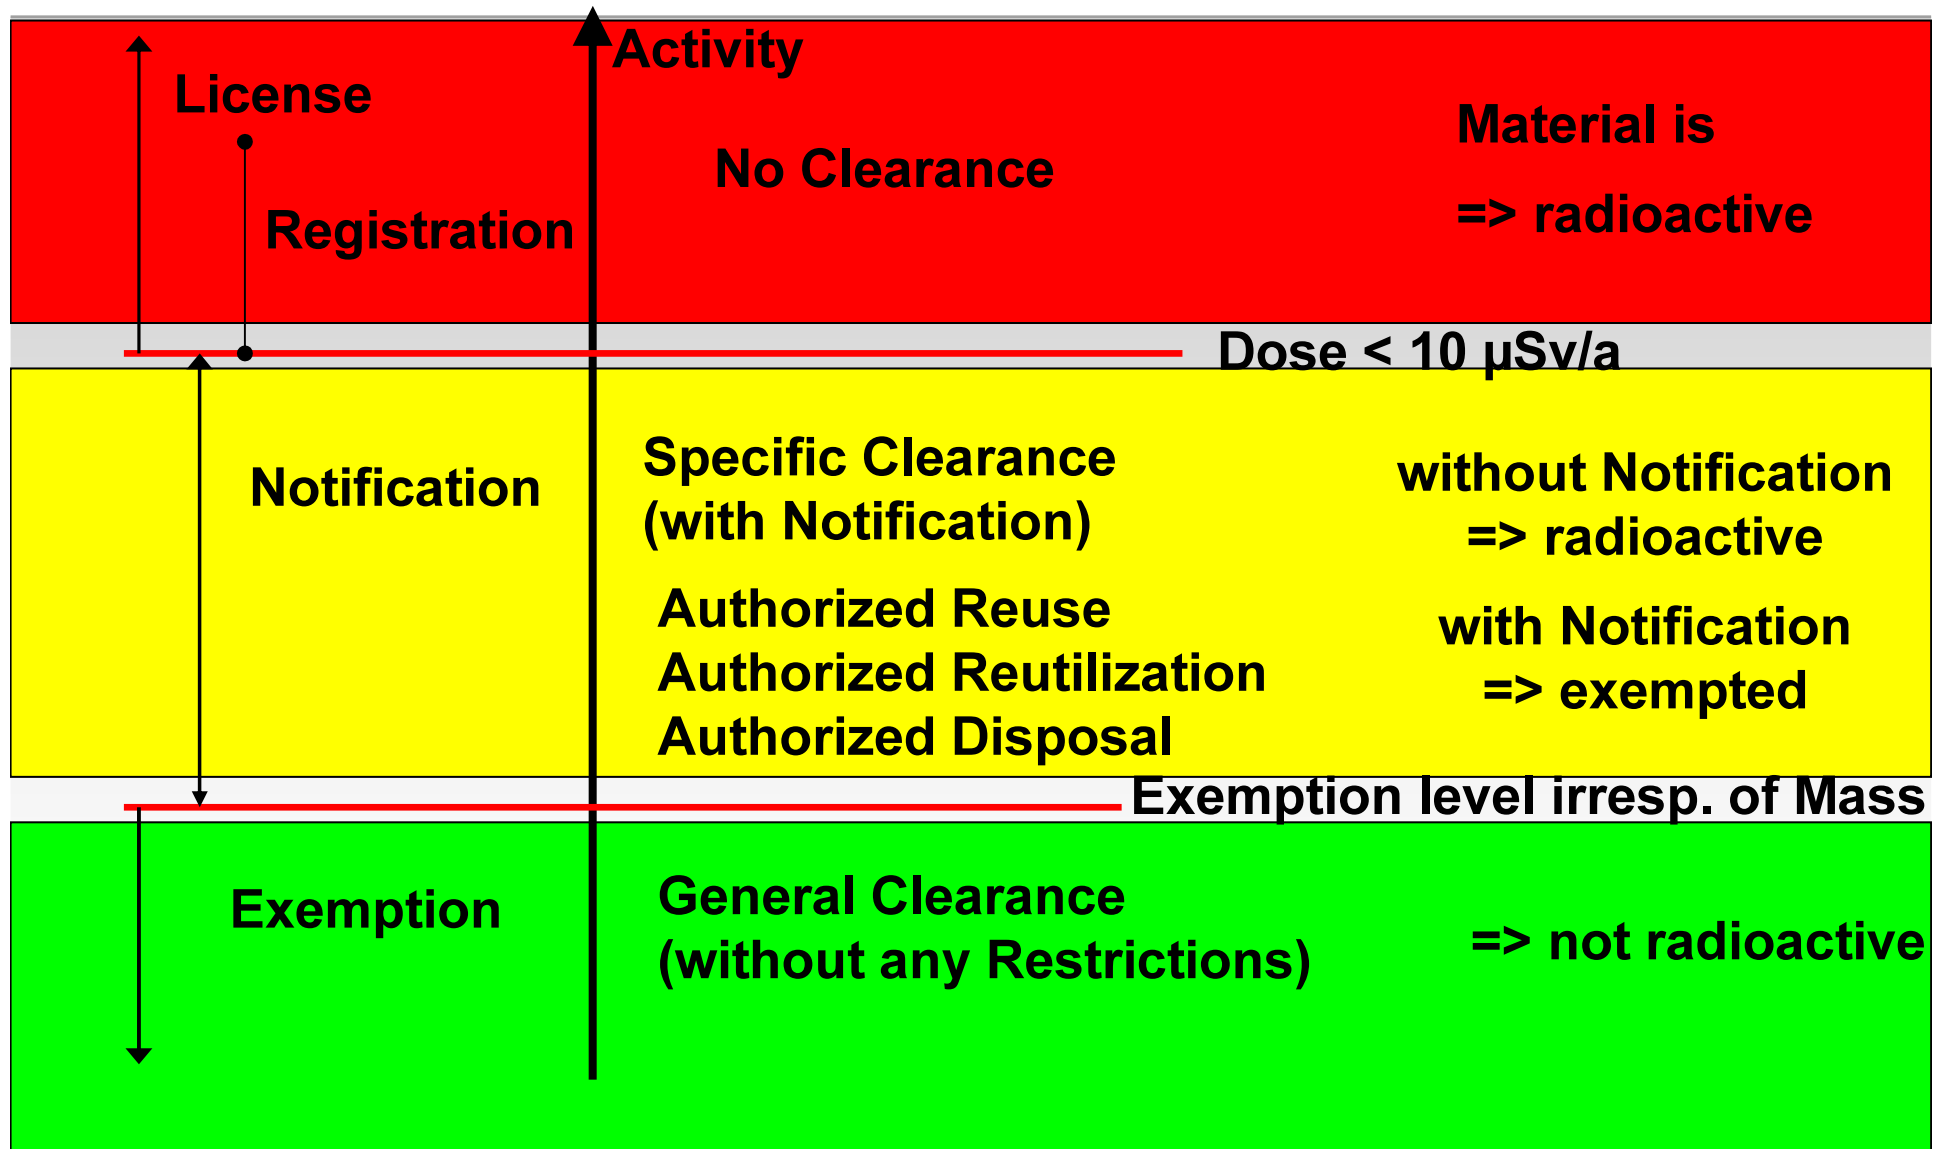 Activity
License
Registration
No Clearance
Material is
=> radioactive
Dose < 10 µSv/a
Notification
Specific Clearance
(with Notification)
Authorized Reuse
Authorized Reutilization
Authorized Disposal
without Notification
=> radioactive
with Notification
=> exempted
Exemption level irresp. of Mass
Exemption
General Clearance
(without any Restrictions)
=> not radioactive